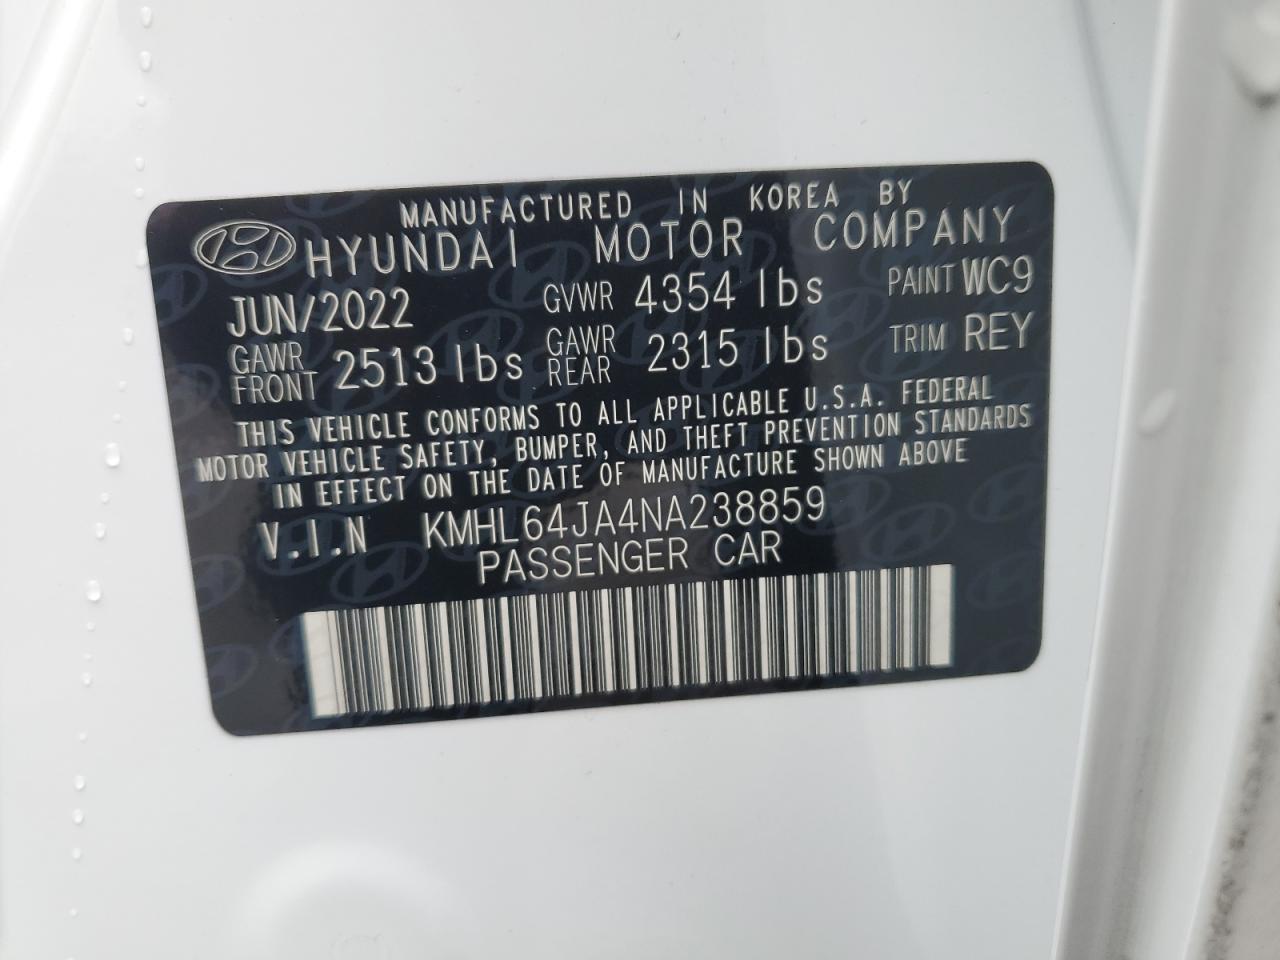 MANUFACTURED IN KOREA BY
HYUNDAI MOTOR COMPANY
JUN/2022 GVWR 4354 lbs PAINT WC9
GAWR FRONT 2513 lbs GAWR REAR 2315 lbs TRIM REY
THIS VEHICLE CONFORMS TO ALL APPLICABLE U.S.A. FEDERAL
MOTOR VEHICLE SAFETY, BUMPER, AND THEFT PREVENTION STANDARDS
IN EFFECT ON THE DATE OF MANUFACTURE SHOWN ABOVE
V.I.N KMHL64JA4NA238859
PASSENGER CAR